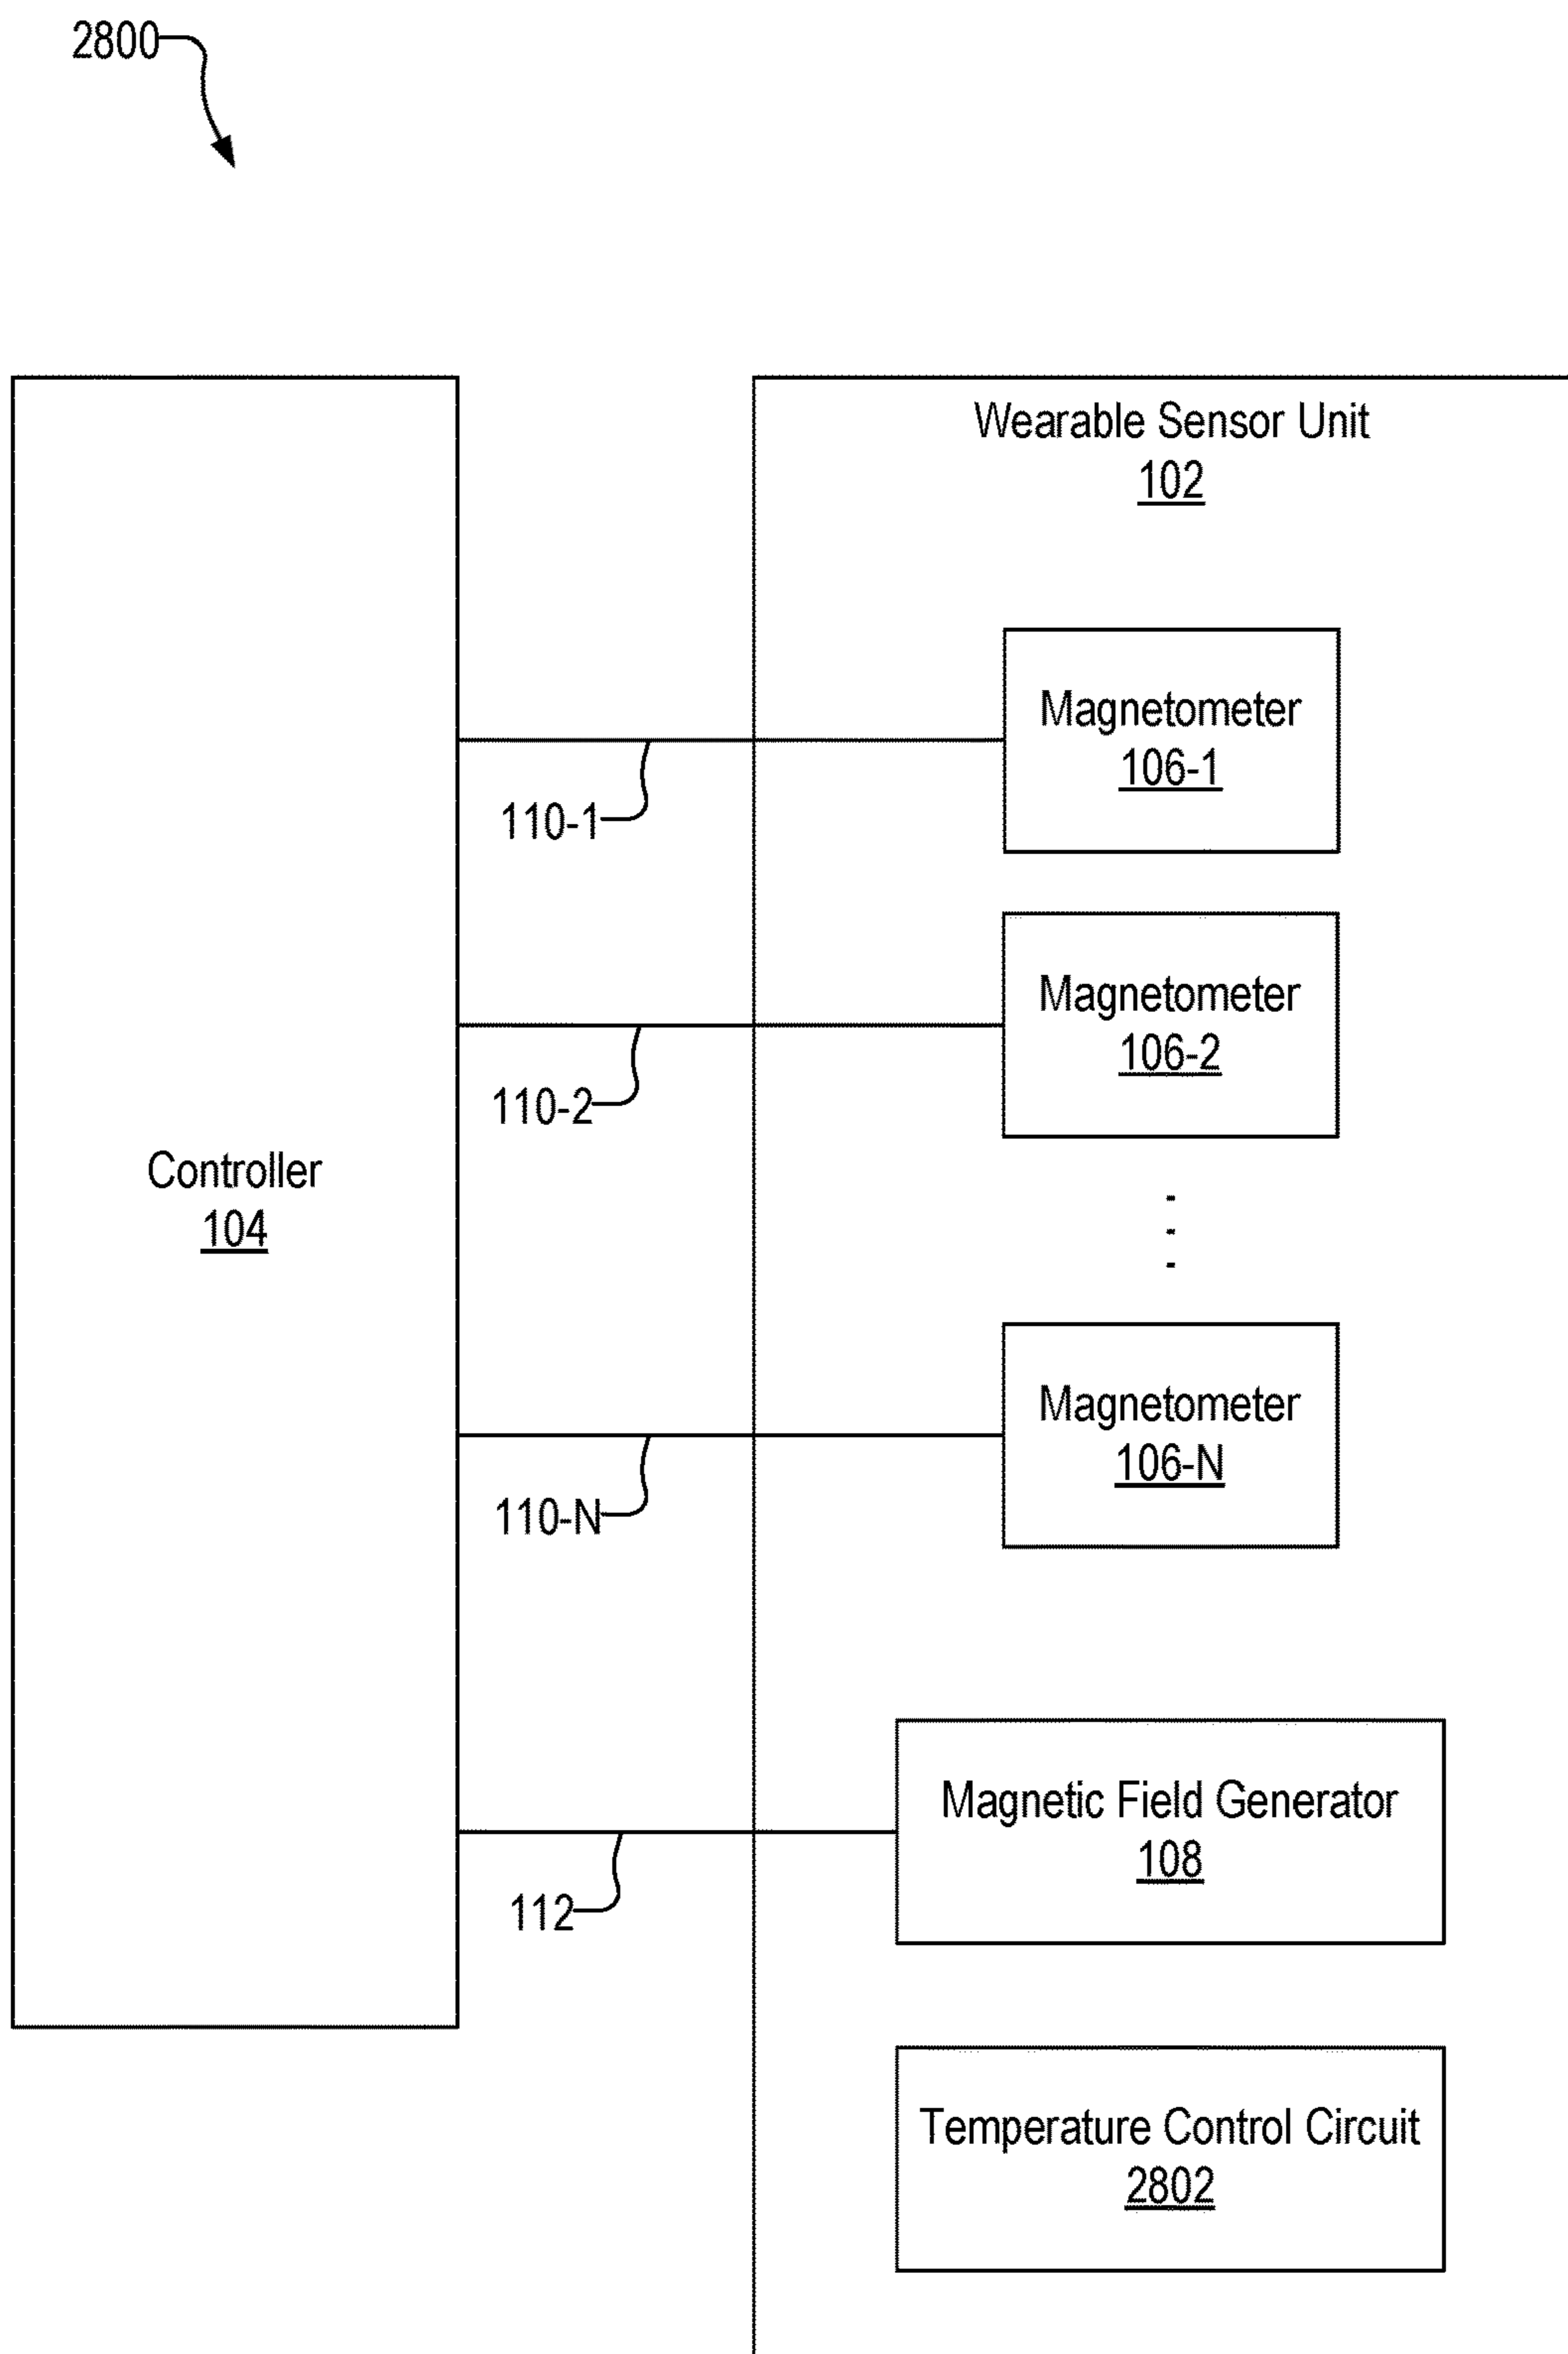 2800
Wearable Sensor Unit
102
Magnetometer
106-1
110-1
Magnetometer
106-2
110-2
Controller
104
Magnetometer
106-N
110-N
Magnetic Field Generator
108
112
Temperature Control Circuit
2802